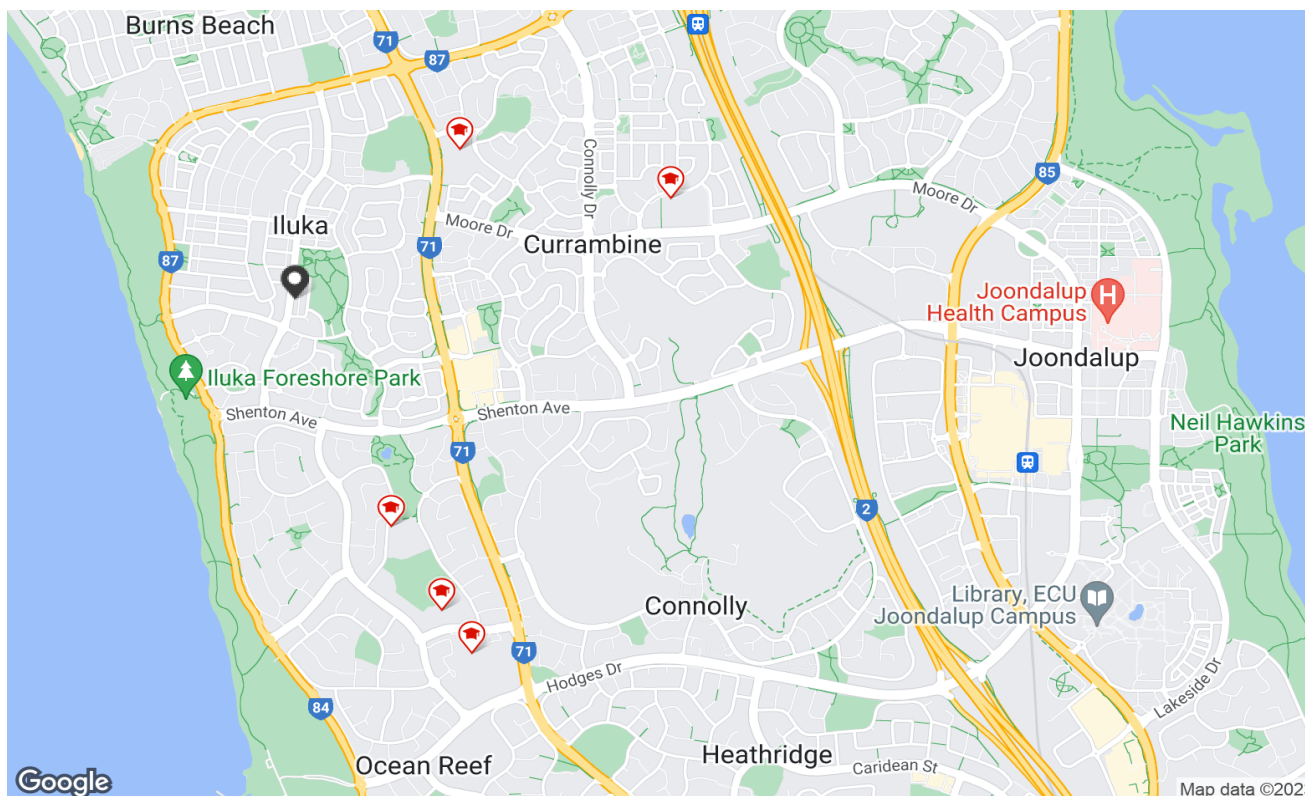 Burns Beach
71
87
85
Connolly Dr
Moore Dr
Iluka
Moore Dr
Currambine
71
87
Joondalup
Health Campus
H
Joondalup
Iluka Foreshore Park
Shenton Ave
Shenton Ave
Neil Hawkins
Park
71
2
Library, ECU
Joondalup Campus
Connolly
71
Hodges Dr
Lakeside Dr
84
Ocean Reef
Heathridge
Caridean St
Google
Map data ©202